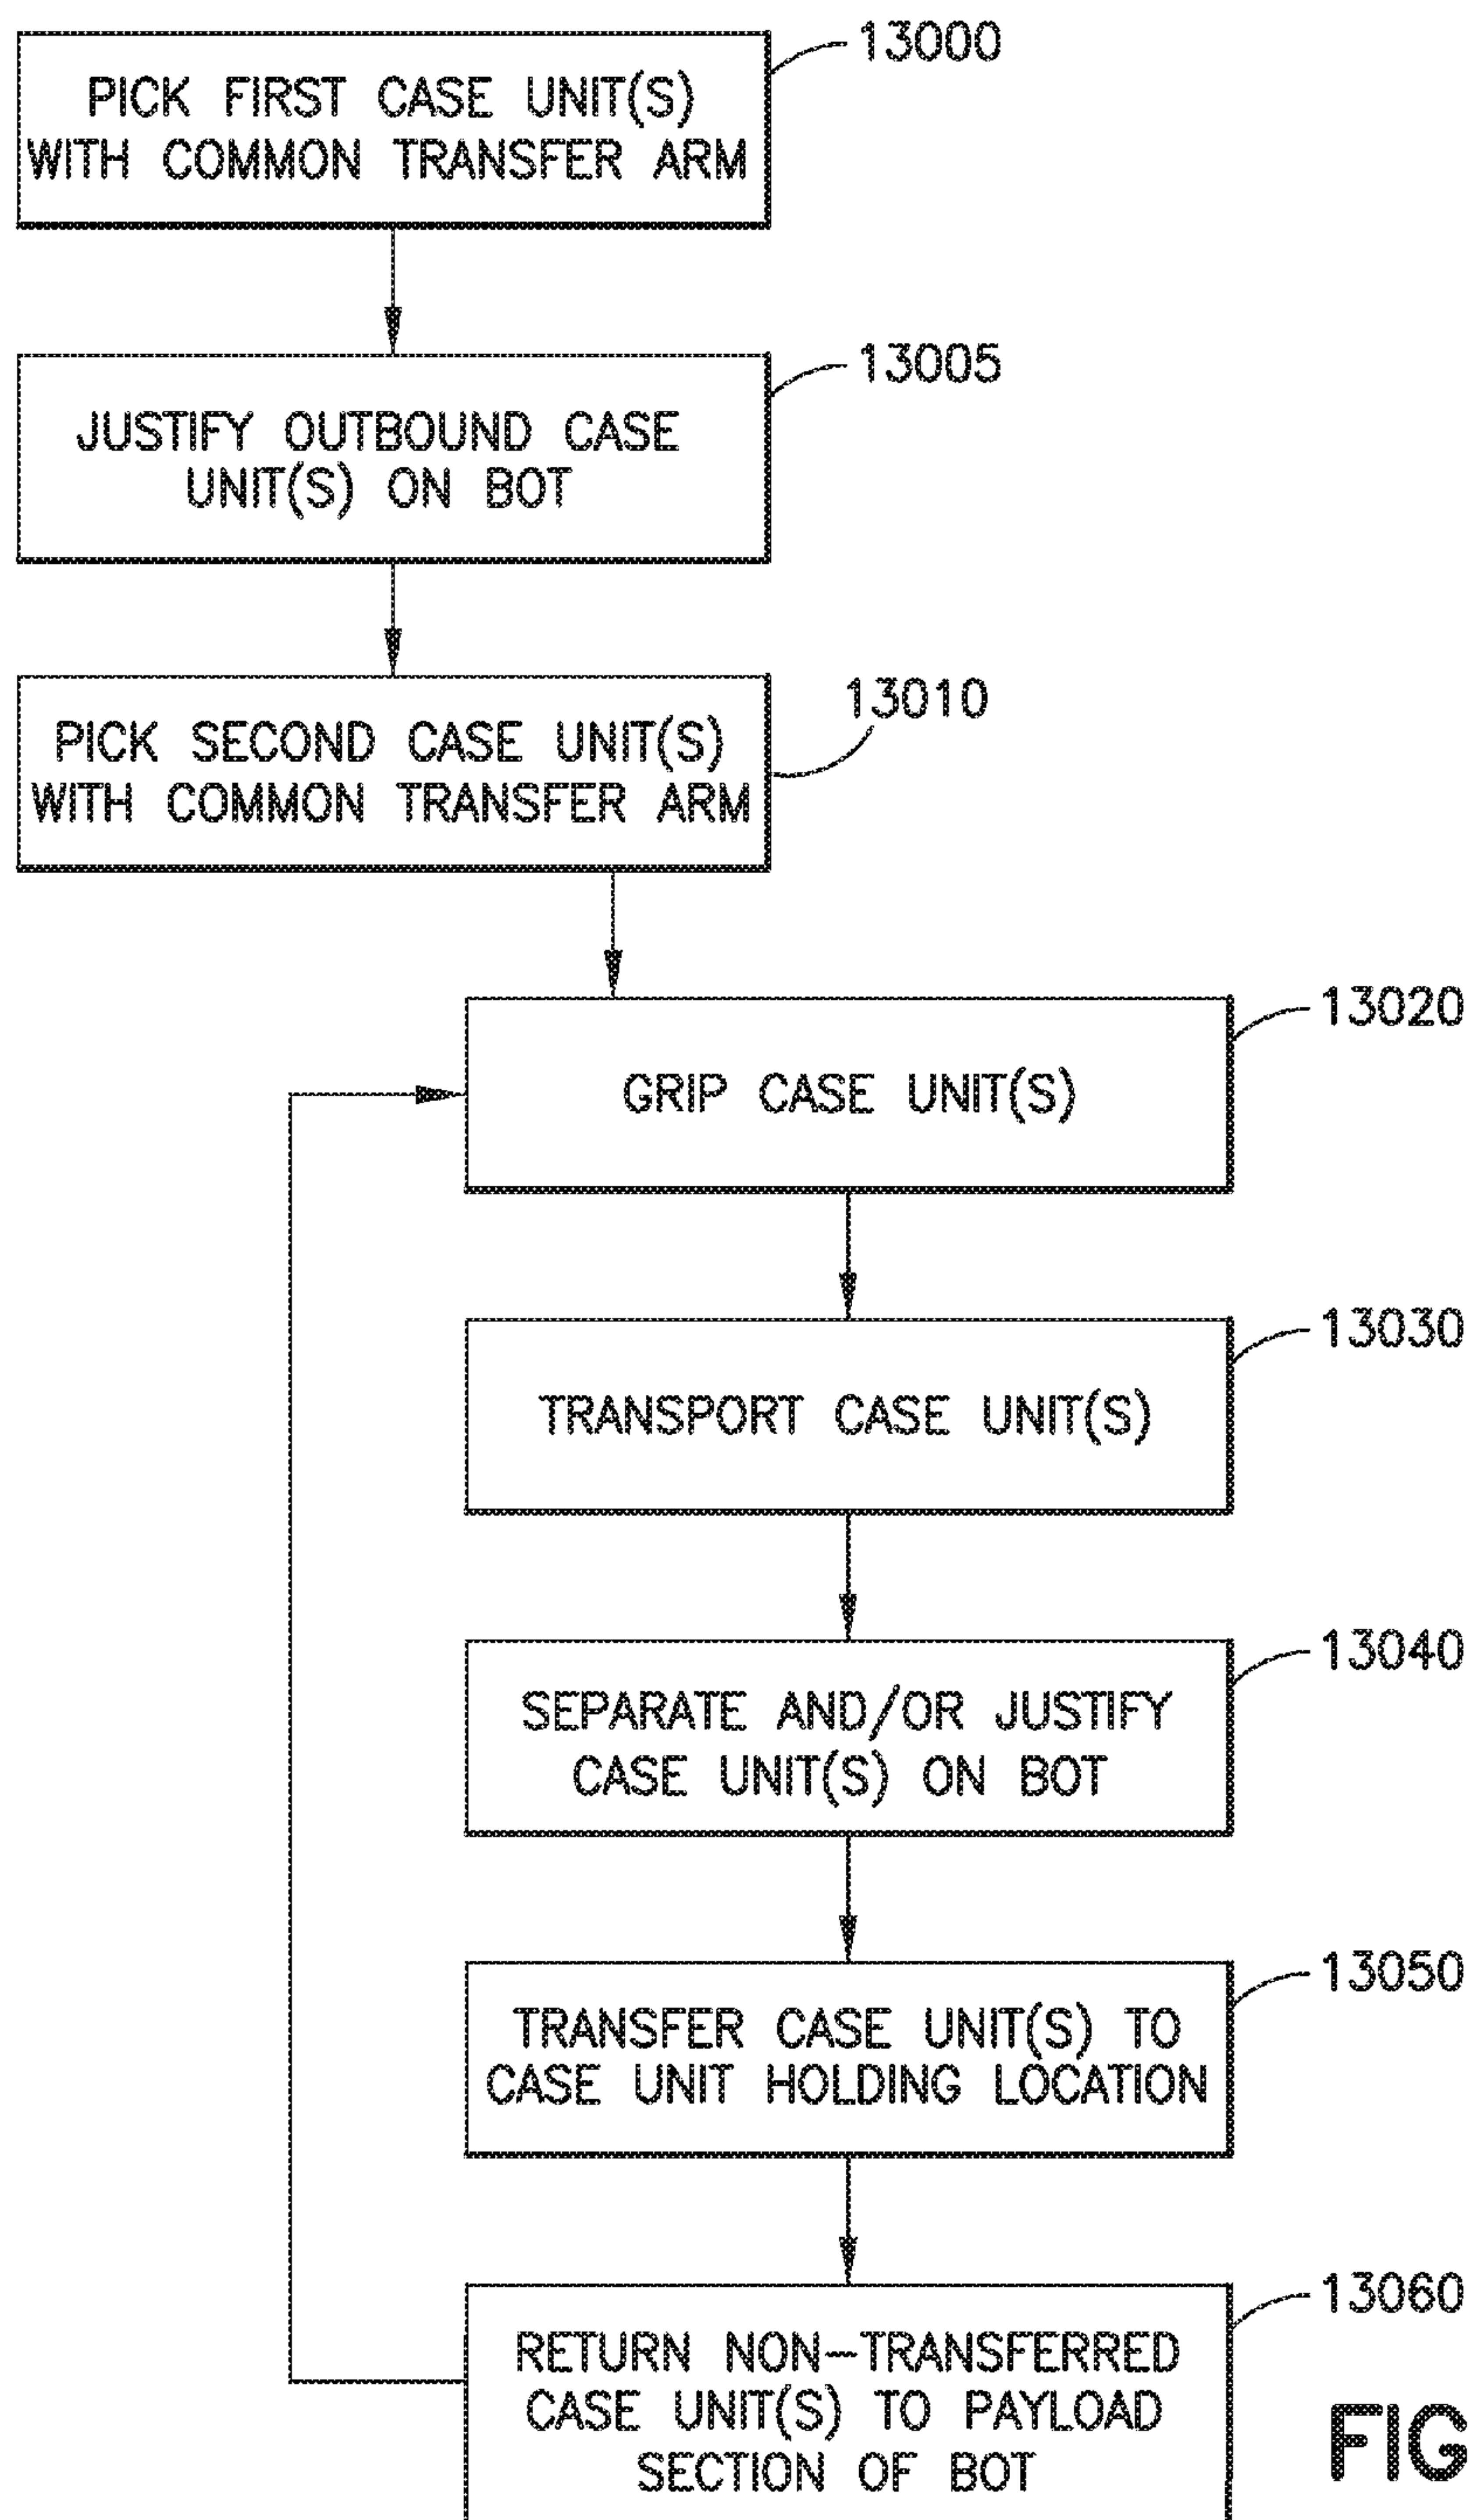 13000
PICK FIRST CASE UNIT(S)
WITH COMMON TRANSFER ARM
13005
JUSTIFY OUTBOUND CASE
UNIT(S) ON BOT
13010
PICK SECOND CASE UNIT(S)
WITH COMMON TRANSFER ARM
13020
GRIP CASE UNIT(S)
13030
TRANSPORT CASE UNIT(S)
13040
SEPARATE AND/OR JUSTIFY
CASE UNIT(S) ON BOT
13050
TRANSFER CASE UNIT(S) TO
CASE UNIT HOLDING LOCATION
13060
RETURN NON-TRANSFERRED
CASE UNIT(S) TO PAYLOAD
SECTION OF BOT
FIG